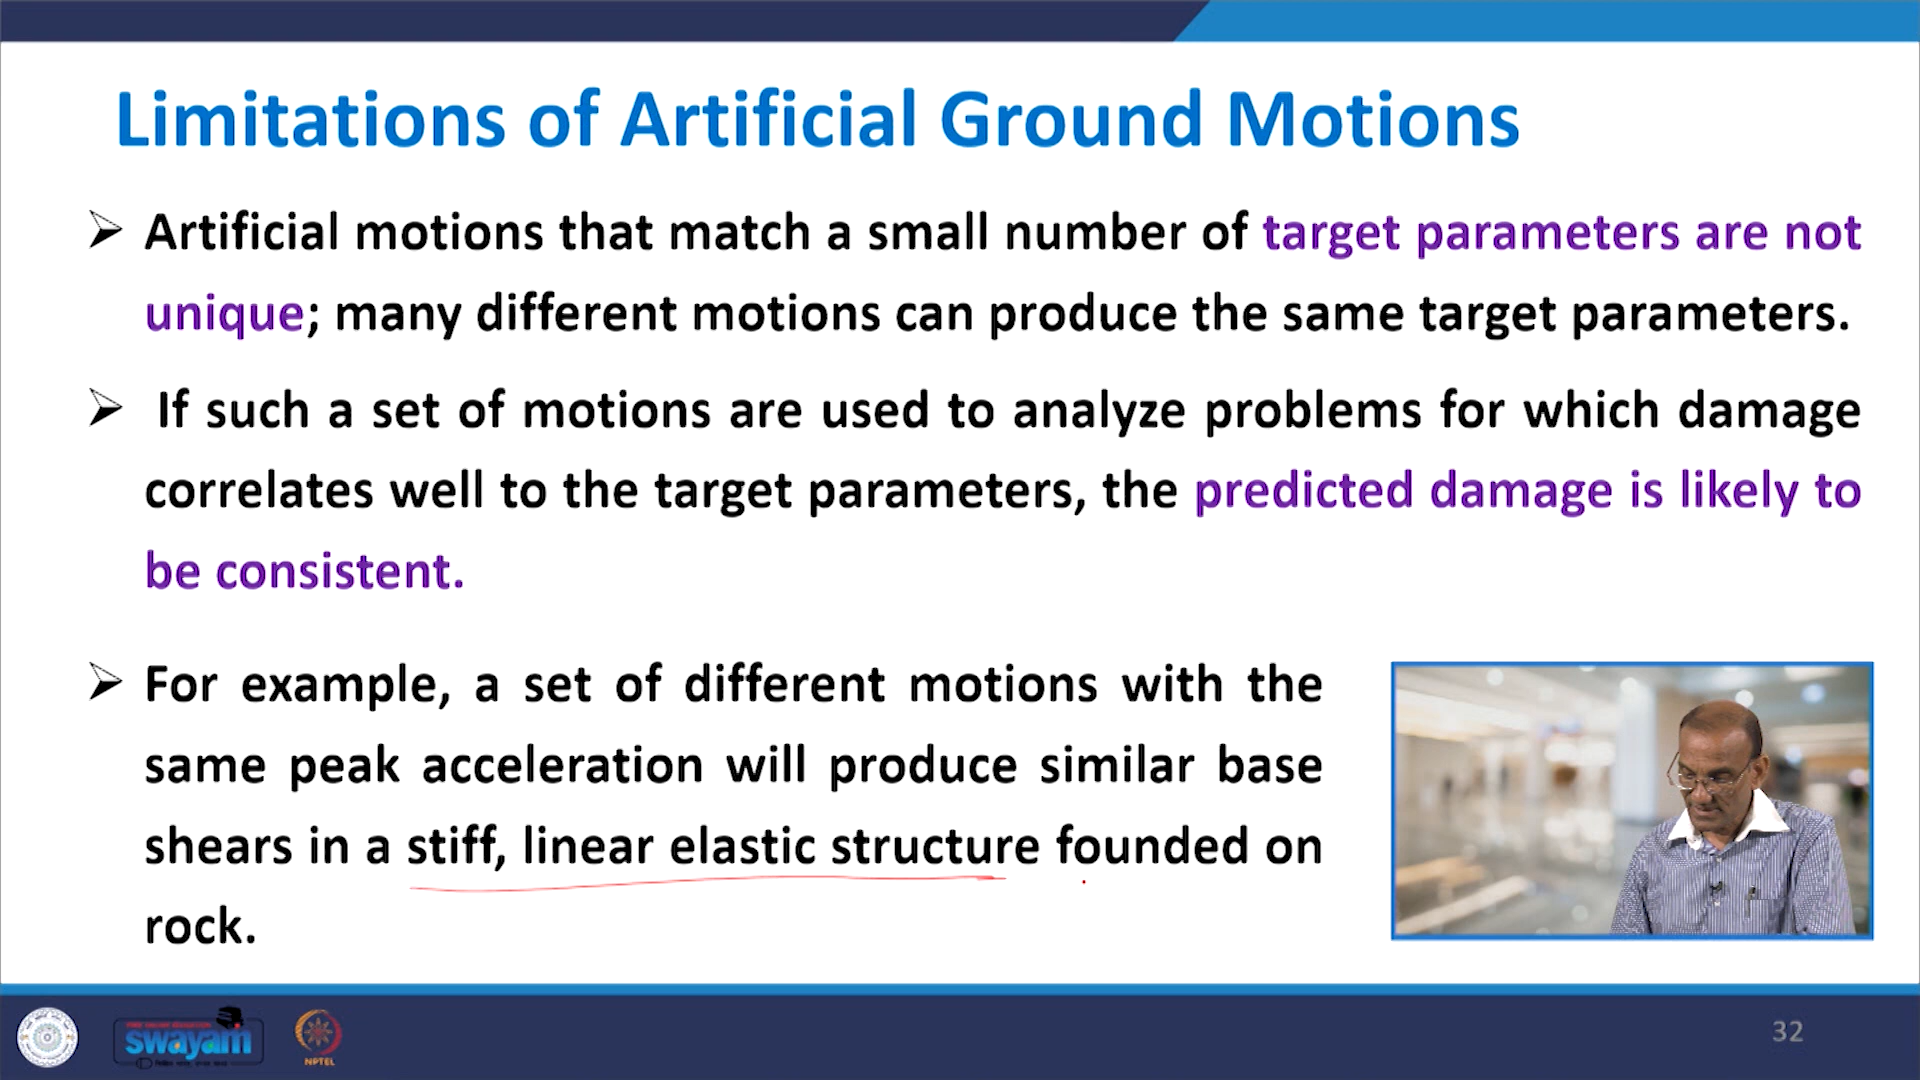 Limitations of Artificial Ground Motions
Artificial motions that match a small number of target parameters are not
unique; many different motions can produce the same target parameters.
If such a set of motions are used to analyze problems for which damage
correlates well to the target parameters, the predicted damage is likely to
be consistent.
For example, a set of different motions with the
same peak acceleration will produce similar base
shears in a stiff, linear elastic structure founded on
rock.
swayam
NPTEL
32